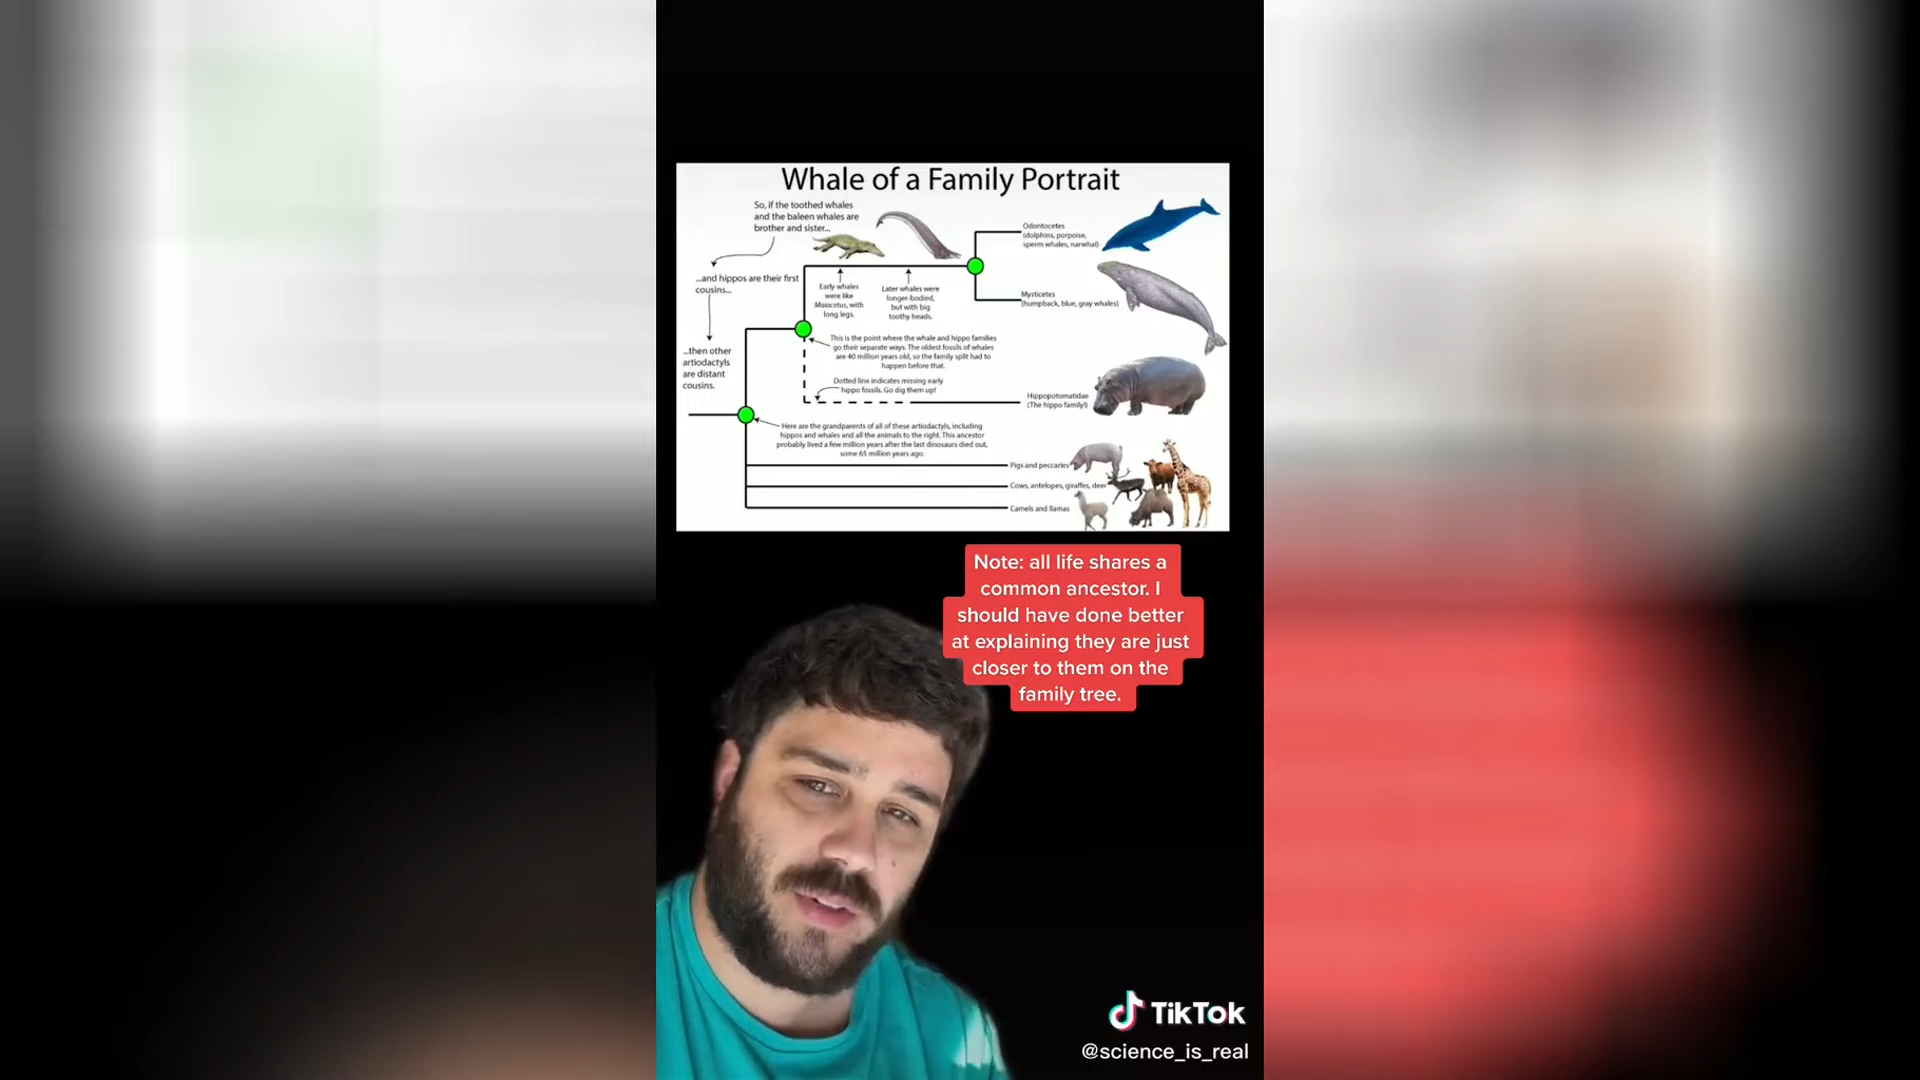 Whale of a Family Portrait
So, if the toothed whales
and the baleen whales are
brother and sister...
...and hippos are their first
cousins...
...then other
artiodactyls
are distant
cousins.
Early whales
were like
Maiacetus, with
long legs.
Later whales were
longer-bodied,
but with big
toothy heads.
Odontocetes
(dolphins, porpoise,
sperm whales, narwhal)
Mysticetes
(humpback, blue, gray whales)
This is the point where the whale and hippo families
go their separate ways. The oldest fossils of whales
are 40 million years old, so the family split had to
happen before that.
Dotted line indicates missing early
hippo fossils. Go dig them up!
Hippopotomatidae
(The hippo family!)
Here are the grandparents of all of these artiodactyls, including
hippos and whales and all the animals to the right. This ancestor
probably lived a few million years after the last dinosaurs died out,
some 65 million years ago.
Pigs and peccaries
Cows, antelopes, giraffes, deer
Camels and llamas
Note: all life shares a
common ancestor. I
should have done better
at explaining they are just
closer to them on the
family tree.
TikTok
@science_is_real